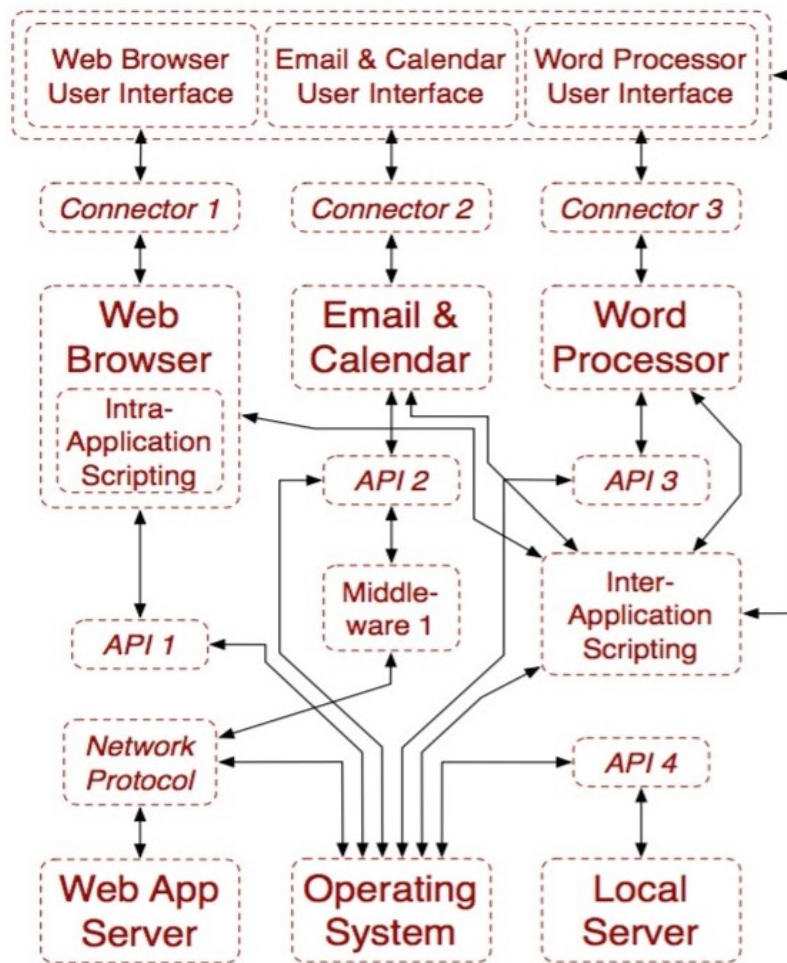 Web Browser
User Interface
Email & Calendar
User Interface
Word Processor
User Interface
Connector 1
Connector 2
Connector 3
Web
Browser
Intra-
Application
Scripting
Email &
Calendar
Word
Processor
API 2
API 3
Middle-
ware 1
Inter-
Application
Scripting
API 1
Network
Protocol
API 4
Web App
Server
Operating
System
Local
Server